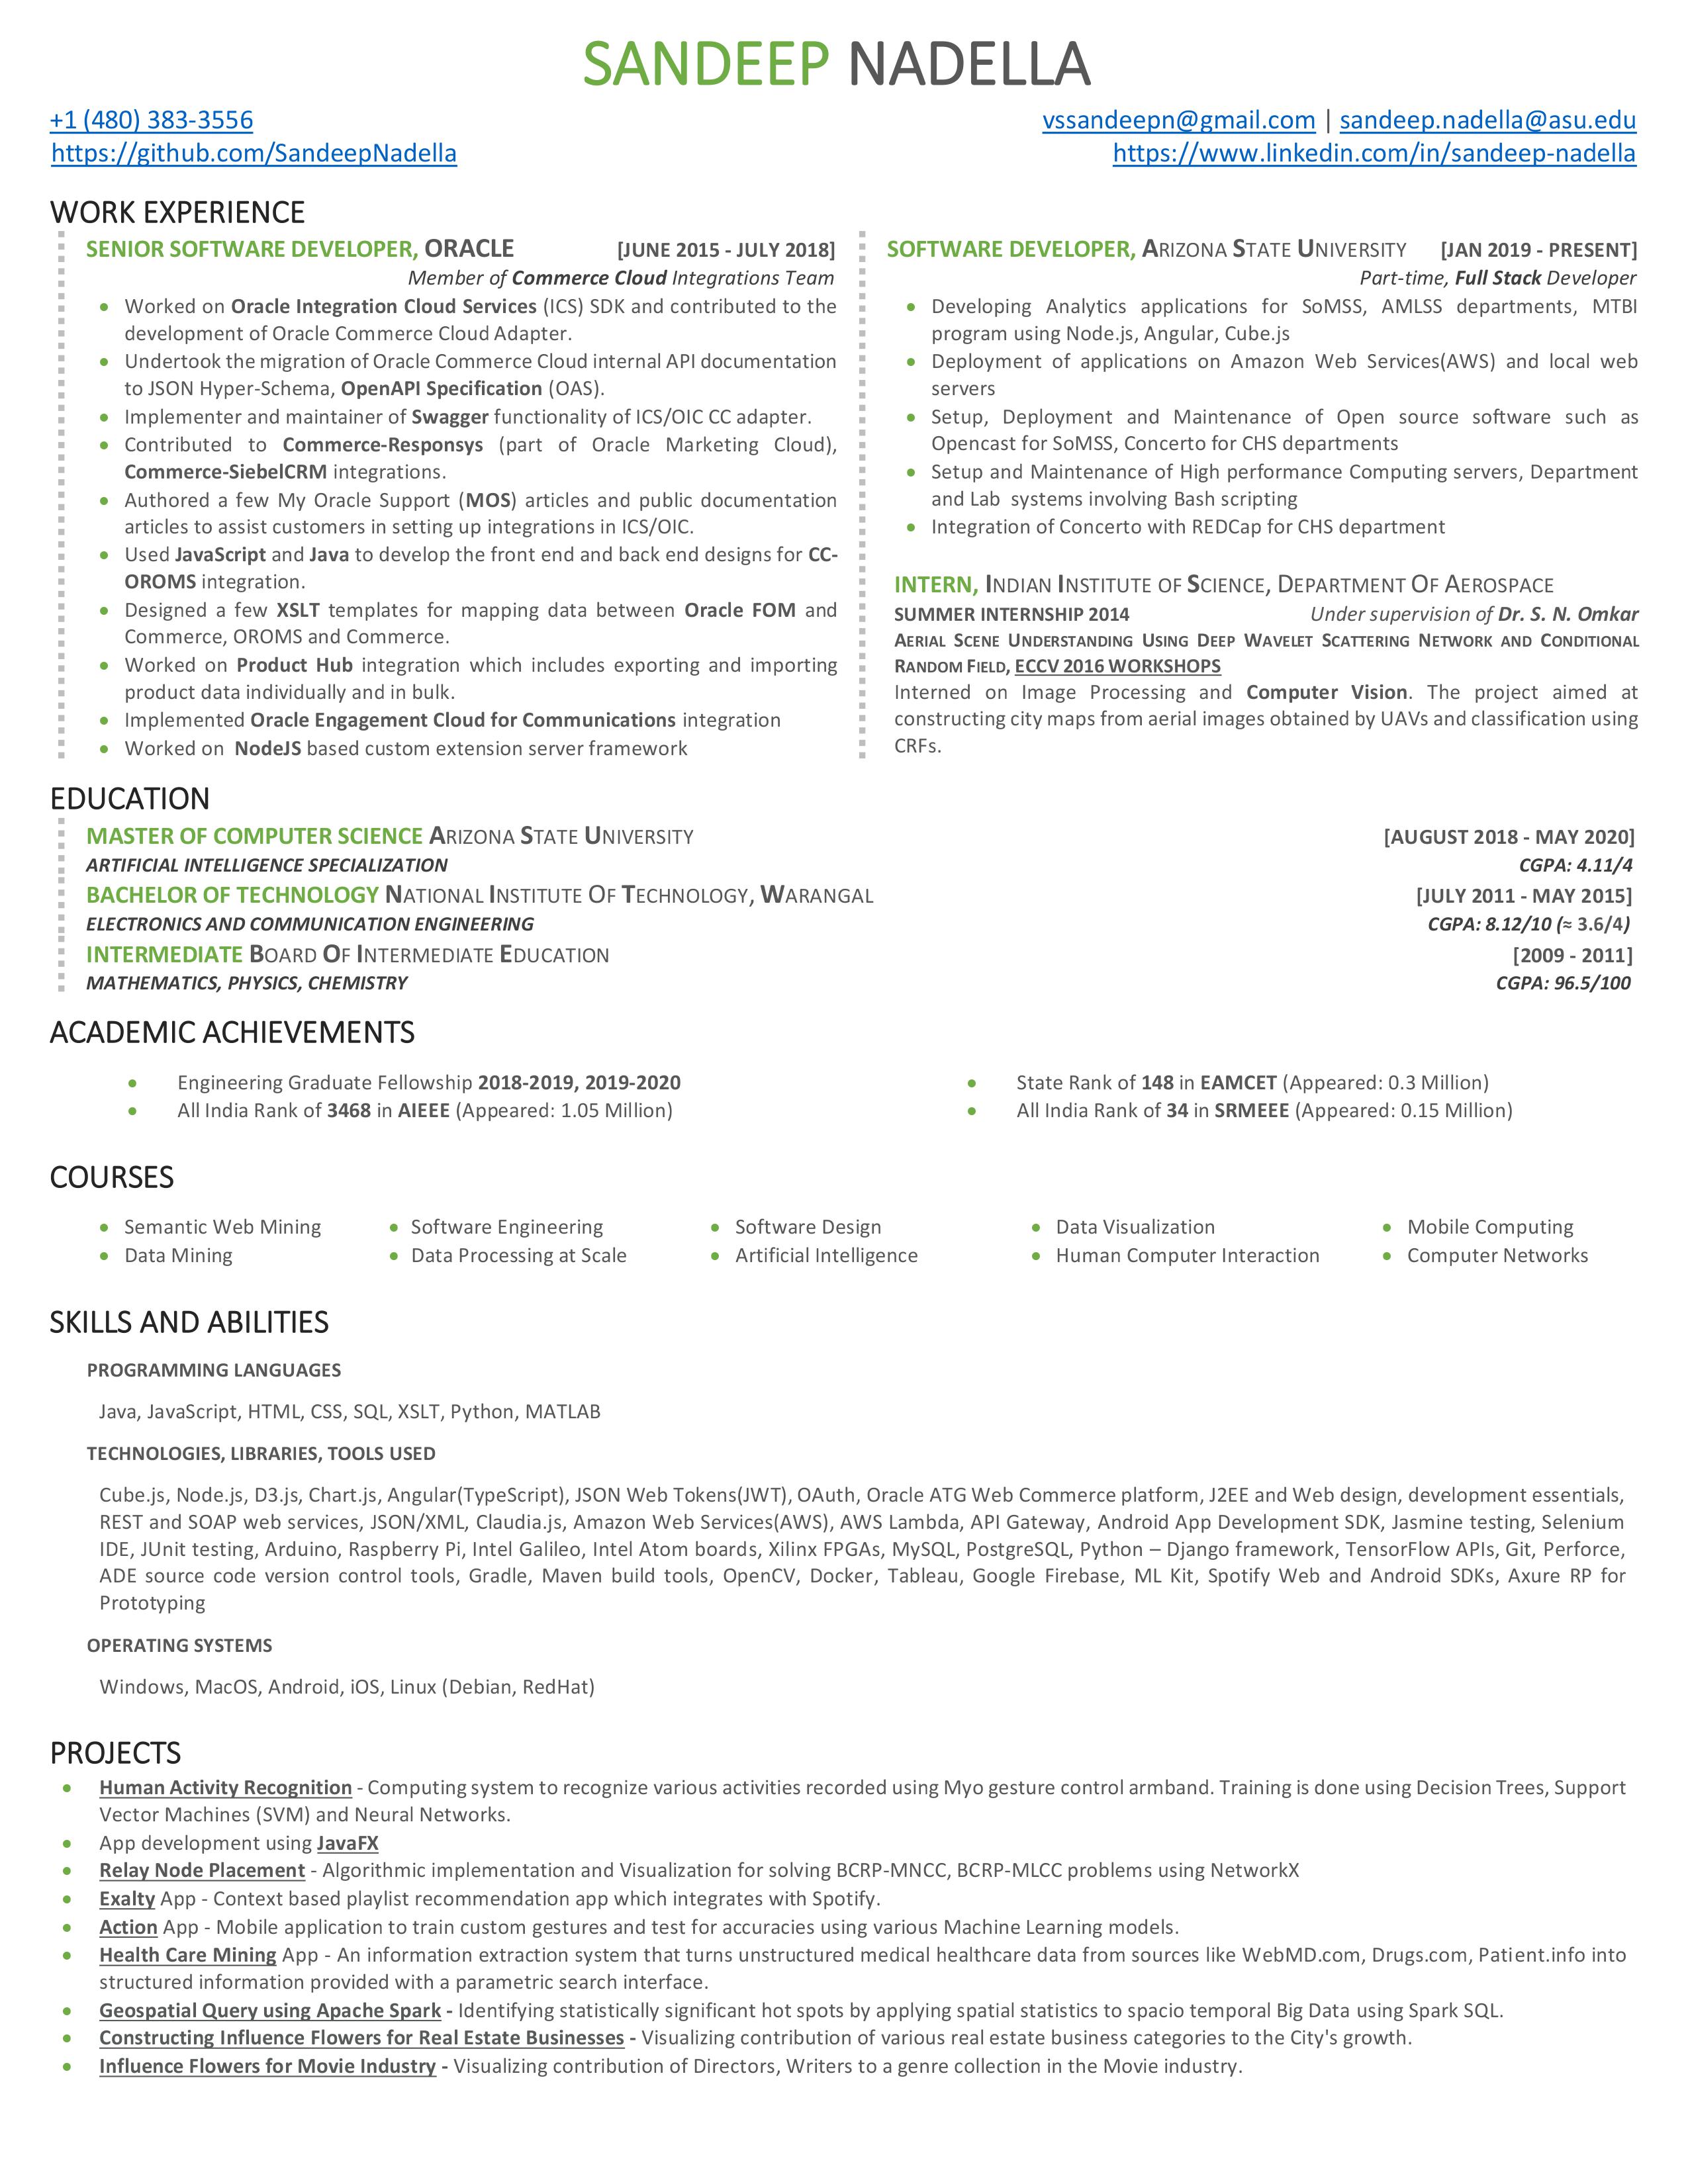 SANDEEP NADELLA
+1 (480) 383-3556
https://github.com/SandeepNadella
vssandeepn@gmail.com | sandeep.nadella@asu.edu
https://www.linkedin.com/in/sandeep-nadella
WORK EXPERIENCE
SENIOR SOFTWARE DEVELOPER, ORACLE [JUNE 2015 - JULY 2018]
Member of Commerce Cloud Integrations Team
• Worked on Oracle Integration Cloud Services (ICS) SDK and contributed to the
development of Oracle Commerce Cloud Adapter.
• Undertook the migration of Oracle Commerce Cloud internal API documentation
to JSON Hyper-Schema, OpenAPI Specification (OAS).
• Implementer and maintainer of Swagger functionality of ICS/OIC CC adapter.
• Contributed to Commerce-Responsys (part of Oracle Marketing Cloud),
Commerce-SiebelCRM integrations.
• Authored a few My Oracle Support (MOS) articles and public documentation
articles to assist customers in setting up integrations in ICS/OIC.
• Used JavaScript and Java to develop the front end and back end designs for CC-
OROMS integration.
• Designed a few XSLT templates for mapping data between Oracle FOM and
Commerce, OROMS and Commerce.
• Worked on Product Hub integration which includes exporting and importing
product data individually and in bulk.
• Implemented Oracle Engagement Cloud for Communications integration
• Worked on NodeJS based custom extension server framework
SOFTWARE DEVELOPER, ARIZONA STATE UNIVERSITY [JAN 2019 - PRESENT]
Part-time, Full Stack Developer
• Developing Analytics applications for SoMSS, AMLSS departments, MTBI
program using Node.js, Angular, Cube.js
• Deployment of applications on Amazon Web Services(AWS) and local web
servers
• Setup, Deployment and Maintenance of Open source software such as
Opencast for SoMSS, Concerto for CHS departments
• Setup and Maintenance of High performance Computing servers, Department
and Lab systems involving Bash scripting
• Integration of Concerto with REDCap for CHS department
INTERN, INDIAN INSTITUTE OF SCIENCE, DEPARTMENT OF AEROSPACE
SUMMER INTERNSHIP 2014 Under supervision of Dr. S. N. Omkar
AERIAL SCENE UNDERSTANDING USING DEEP WAVELET SCATTERING NETWORK AND CONDITIONAL
RANDOM FIELD, ECCV 2016 WORKSHOPS
Interned on Image Processing and Computer Vision. The project aimed at
constructing city maps from aerial images obtained by UAVs and classification using
CRFs.
EDUCATION
MASTER OF COMPUTER SCIENCE ARIZONA STATE UNIVERSITY [AUGUST 2018 - MAY 2020]
ARTIFICIAL INTELLIGENCE SPECIALIZATION CGPA: 4.11/4
BACHELOR OF TECHNOLOGY NATIONAL INSTITUTE OF TECHNOLOGY, WARANGAL [JULY 2011 - MAY 2015]
ELECTRONICS AND COMMUNICATION ENGINEERING CGPA: 8.12/10 (≈ 3.6/4)
INTERMEDIATE BOARD OF INTERMEDIATE EDUCATION [2009 - 2011]
MATHEMATICS, PHYSICS, CHEMISTRY CGPA: 96.5/100
ACADEMIC ACHIEVEMENTS
• Engineering Graduate Fellowship 2018-2019, 2019-2020 • State Rank of 148 in EAMCET (Appeared: 0.3 Million)
• All India Rank of 3468 in AIEEE (Appeared: 1.05 Million) • All India Rank of 34 in SRMEEE (Appeared: 0.15 Million)
COURSES
• Semantic Web Mining • Software Engineering • Software Design • Data Visualization • Mobile Computing
• Data Mining • Data Processing at Scale • Artificial Intelligence • Human Computer Interaction • Computer Networks
SKILLS AND ABILITIES
PROGRAMMING LANGUAGES
Java, JavaScript, HTML, CSS, SQL, XSLT, Python, MATLAB
TECHNOLOGIES, LIBRARIES, TOOLS USED
Cube.js, Node.js, D3.js, Chart.js, Angular(TypeScript), JSON Web Tokens(JWT), OAuth, Oracle ATG Web Commerce platform, J2EE and Web design, development essentials,
REST and SOAP web services, JSON/XML, Claudia.js, Amazon Web Services(AWS), AWS Lambda, API Gateway, Android App Development SDK, Jasmine testing, Selenium
IDE, JUnit testing, Arduino, Raspberry Pi, Intel Galileo, Intel Atom boards, Xilinx FPGAs, MySQL, PostgreSQL, Python – Django framework, TensorFlow APIs, Git, Perforce,
ADE source code version control tools, Gradle, Maven build tools, OpenCV, Docker, Tableau, Google Firebase, ML Kit, Spotify Web and Android SDKs, Axure RP for
Prototyping
OPERATING SYSTEMS
Windows, MacOS, Android, iOS, Linux (Debian, RedHat)
PROJECTS
• Human Activity Recognition - Computing system to recognize various activities recorded using Myo gesture control armband. Training is done using Decision Trees, Support
Vector Machines (SVM) and Neural Networks.
• App development using JavaFX
• Relay Node Placement - Algorithmic implementation and Visualization for solving BCRP-MNCC, BCRP-MLCC problems using NetworkX
• Exalty App - Context based playlist recommendation app which integrates with Spotify.
• Action App - Mobile application to train custom gestures and test for accuracies using various Machine Learning models.
• Health Care Mining App - An information extraction system that turns unstructured medical healthcare data from sources like WebMD.com, Drugs.com, Patient.info into
structured information provided with a parametric search interface.
• Geospatial Query using Apache Spark - Identifying statistically significant hot spots by applying spatial statistics to spacio temporal Big Data using Spark SQL.
• Constructing Influence Flowers for Real Estate Businesses - Visualizing contribution of various real estate business categories to the City's growth.
• Influence Flowers for Movie Industry - Visualizing contribution of Directors, Writers to a genre collection in the Movie industry.